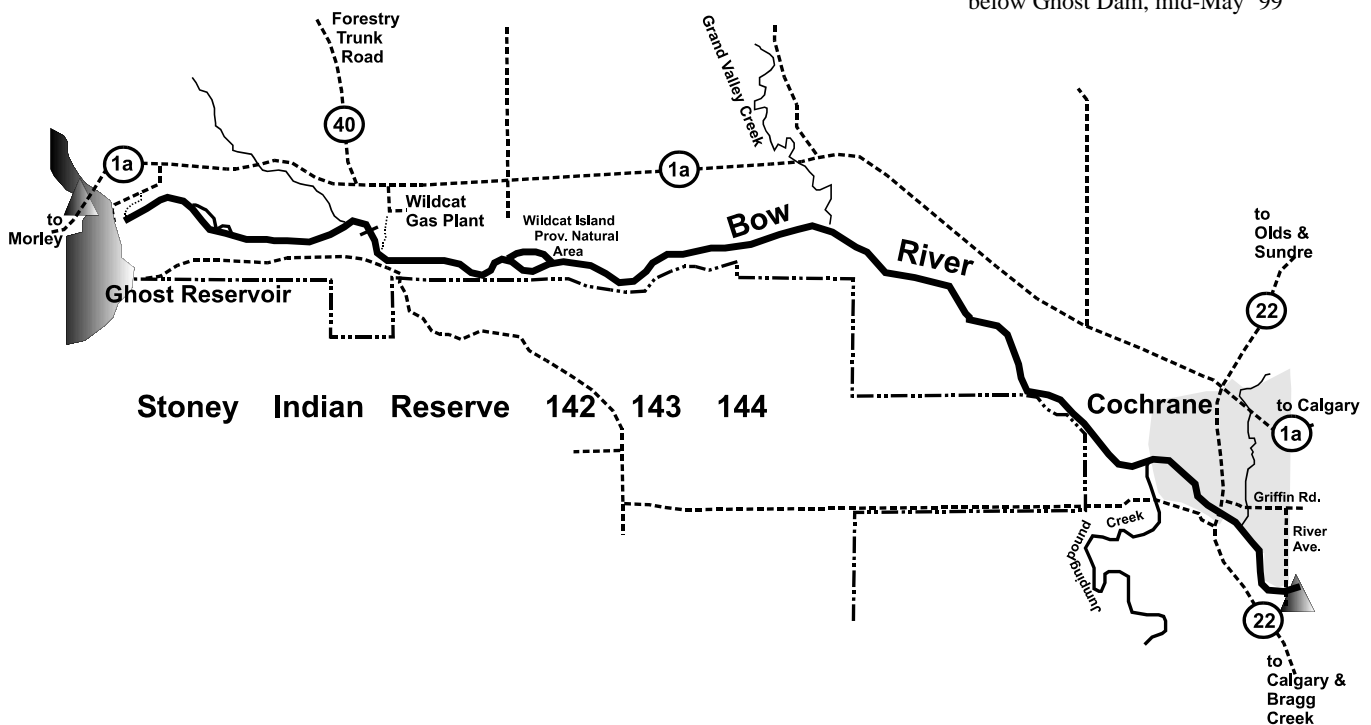 below Ghost Dam, mid-May '99
Forestry
Trunk
Road
Grand Valley Creek
40
1a
1a
to
Morley
Wildcat
Gas Plant
Wildcat Island
Prov. Natural
Area
Bow
River
to
Olds &
Sundre
22
Ghost Reservoir
Stoney Indian Reserve 142 143 144
Cochrane
to Calgary
1a
Griffin Rd.
River
Ave.
Jumpingpound
Creek
22
to
Calgary &
Bragg
Creek